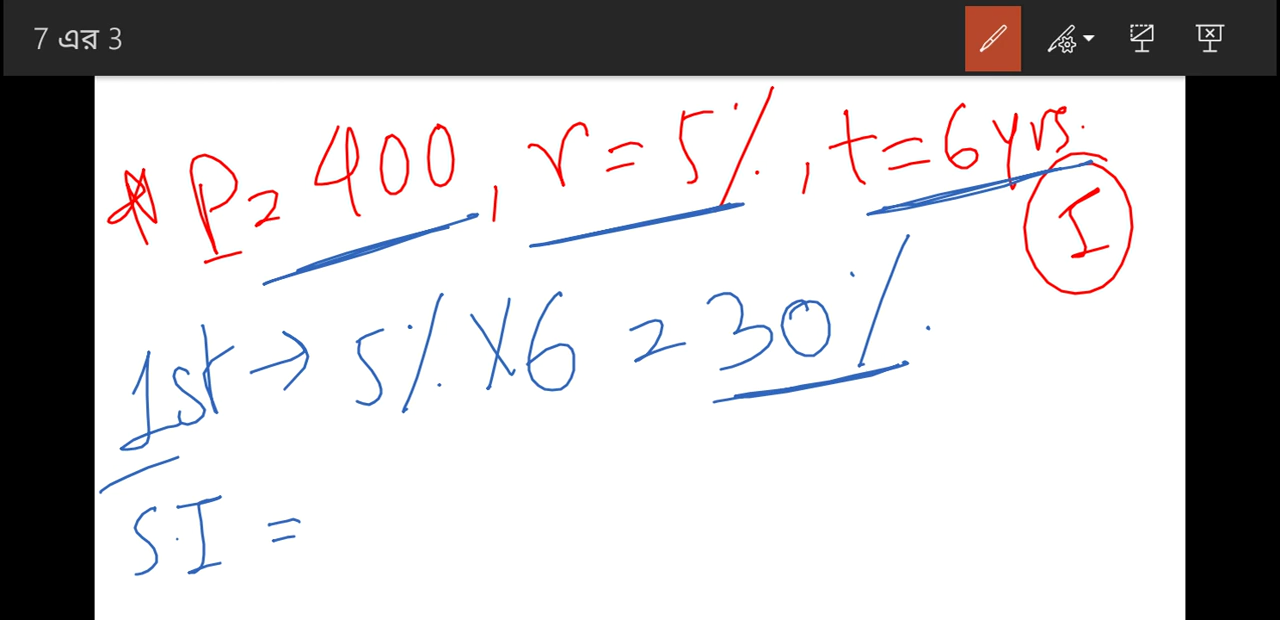 7 এর 3
* P = 400, r = 5%, t = 6 yrs.
I
1st → 5% × 6 = 30%.
S.I =